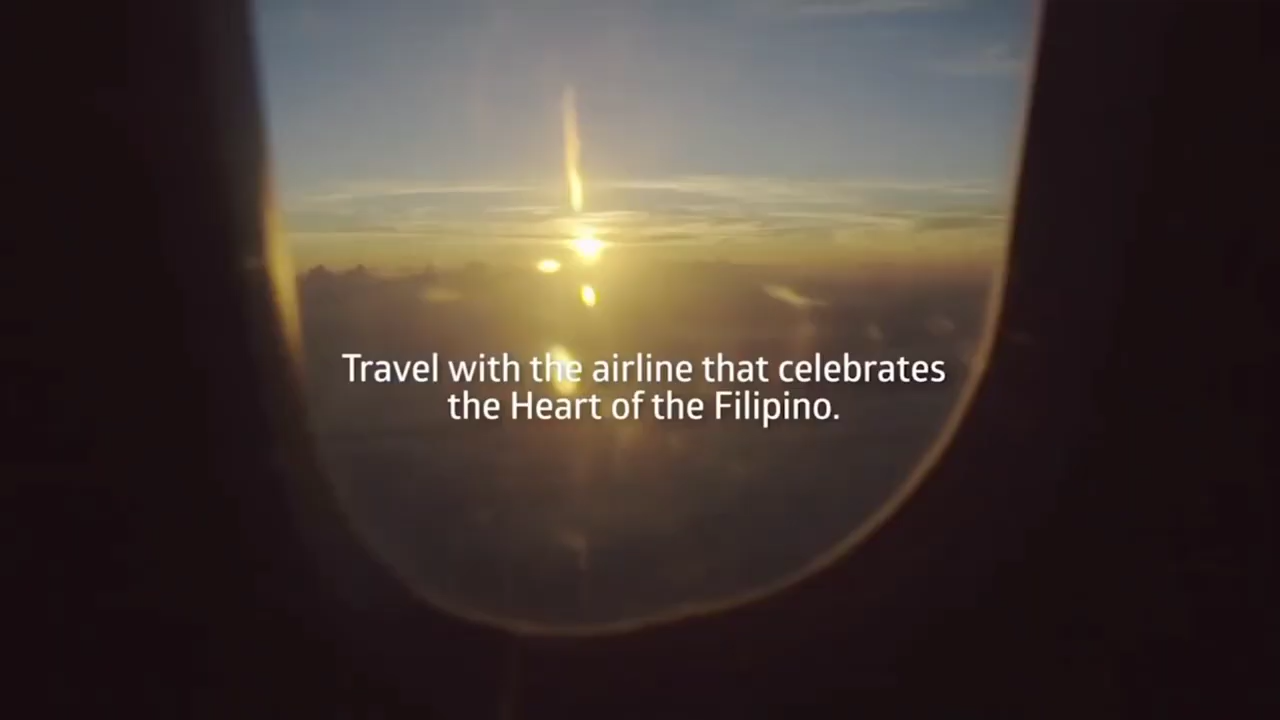 Travel with the airline that celebrates
the Heart of the Filipino.